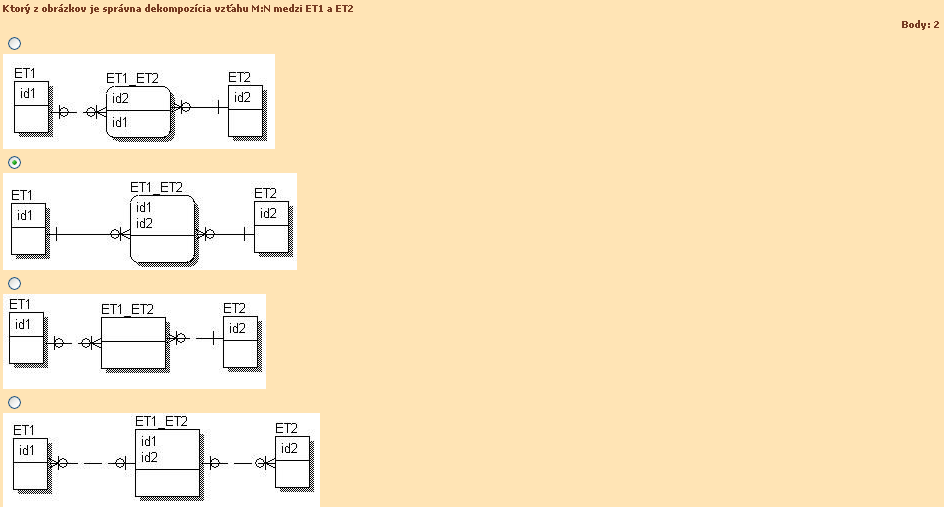 Ktorý z obrázkov je správna dekompozícia vzťahu M:N medzi ET1 a ET2
Body: 2
ET1
ET1_ET2
ET2
id1
id2
id2
id1
ET1
ET1_ET2
ET2
id1
id1
id2
id2
ET1
ET1_ET2
ET2
id1
id2
ET1
ET1_ET2
ET2
id1
id1
id2
id2